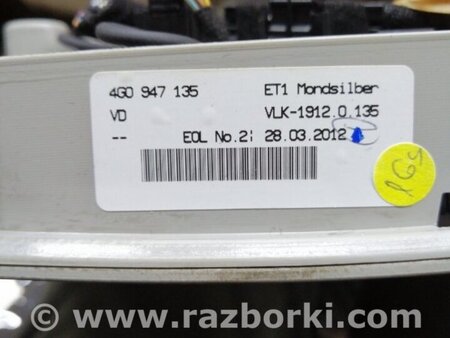 4G0 947 135 ET1 Mondsilber
VD VLK-1912.0.135
-- EOL No.2: 28.03.2012
www.razborki.com